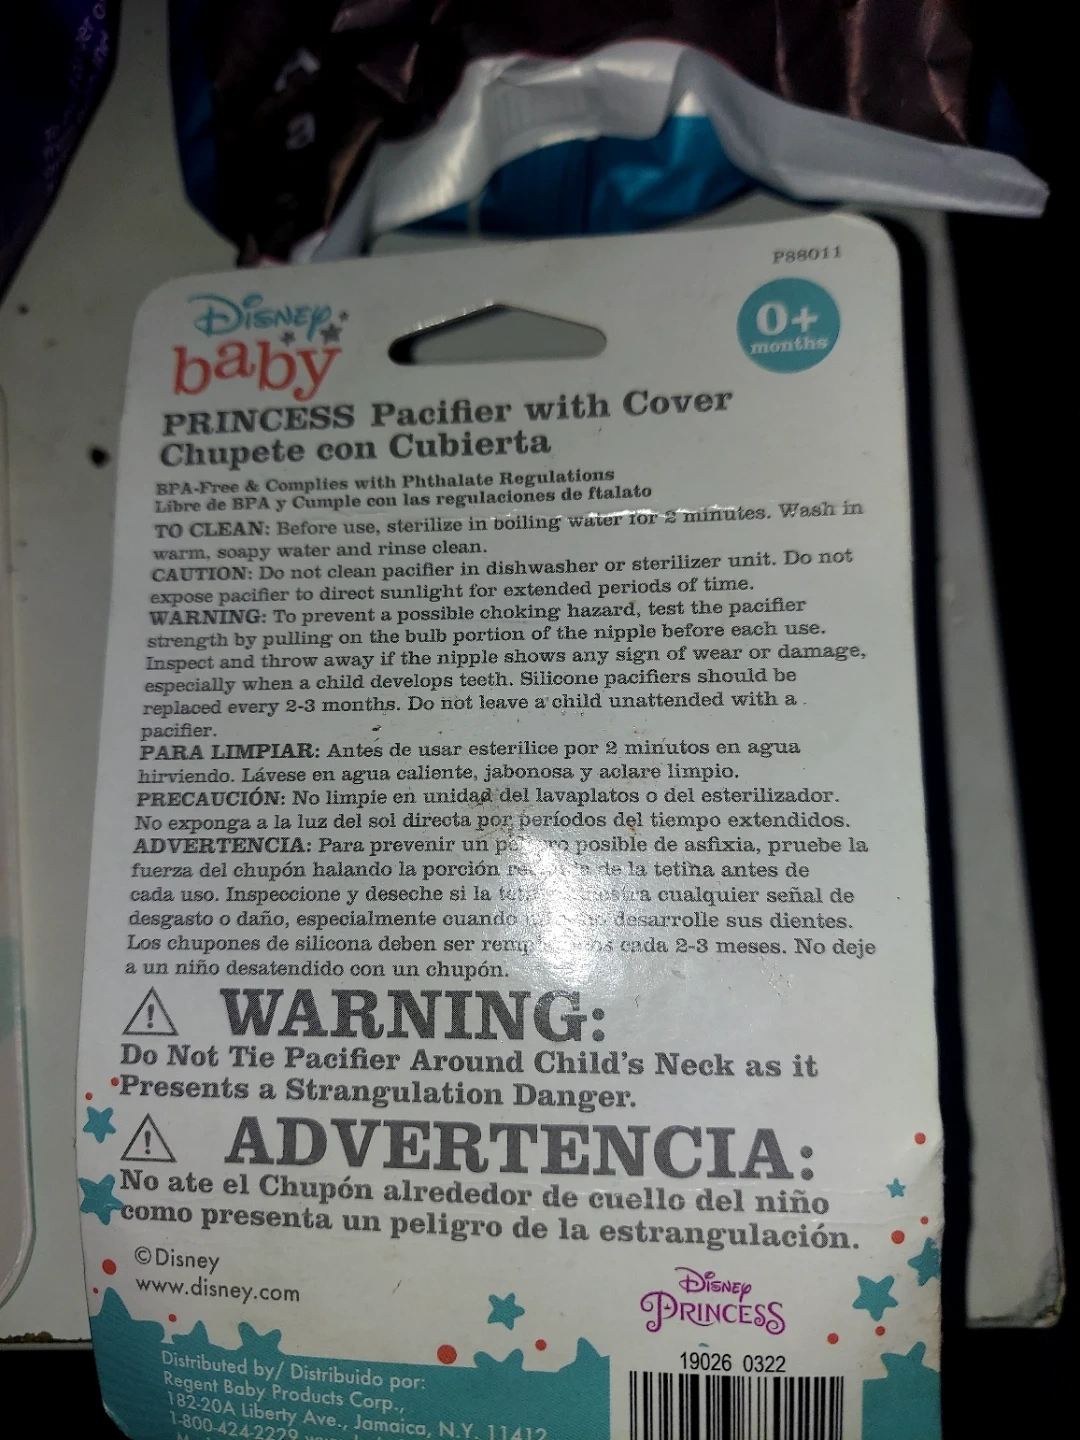 P88011
Disney
baby
0+
months
PRINCESS Pacifier with Cover
Chupete con Cubierta
BPA-Free & Complies with Phthalate Regulations
Libre de BPA y Cumple con las regulaciones de ftalato
TO CLEAN: Before use, sterilize in boiling water for 2 minutes. Wash in
warm, soapy water and rinse clean.
CAUTION: Do not clean pacifier in dishwasher or sterilizer unit. Do not
expose pacifier to direct sunlight for extended periods of time.
WARNING: To prevent a possible choking hazard, test the pacifier
strength by pulling on the bulb portion of the nipple before each use.
Inspect and throw away if the nipple shows any sign of wear or damage,
especially when a child develops teeth. Silicone pacifiers should be
replaced every 2-3 months. Do not leave a child unattended with a
pacifier.
PARA LIMPIAR: Antes de usar esterilice por 2 minutos en agua
hirviendo. Lávese en agua caliente, jabonosa y aclare limpio.
PRECAUCIÓN: No limpie en unidad del lavaplatos o del esterilizador.
No exponga a la luz del sol directa por períodos del tiempo extendidos.
ADVERTENCIA: Para prevenir un posible de asfixia, pruebe la
fuerza del chupón halando la porción de la tetina antes de
cada uso. Inspeccione y deseche si la cualquier señal de
desgasto o daño, especialmente cuando desarrolle sus dientes.
Los chupones de silicona deben ser cada 2-3 meses. No deje
a un niño desatendido con un chupón.
WARNING:
Do Not Tie Pacifier Around Child's Neck as it
Presents a Strangulation Danger.
ADVERTENCIA:
No ate el Chupón alrededor de cuello del niño
como presenta un peligro de la estrangulación.
©Disney
www.disney.com
Disney
PRINCESS
19026 0322
Distributed by/ Distribuido por:
Regent Baby Products Corp.,
182-20A Liberty Ave., Jamaica, N.Y. 11412
1-800-424-2229